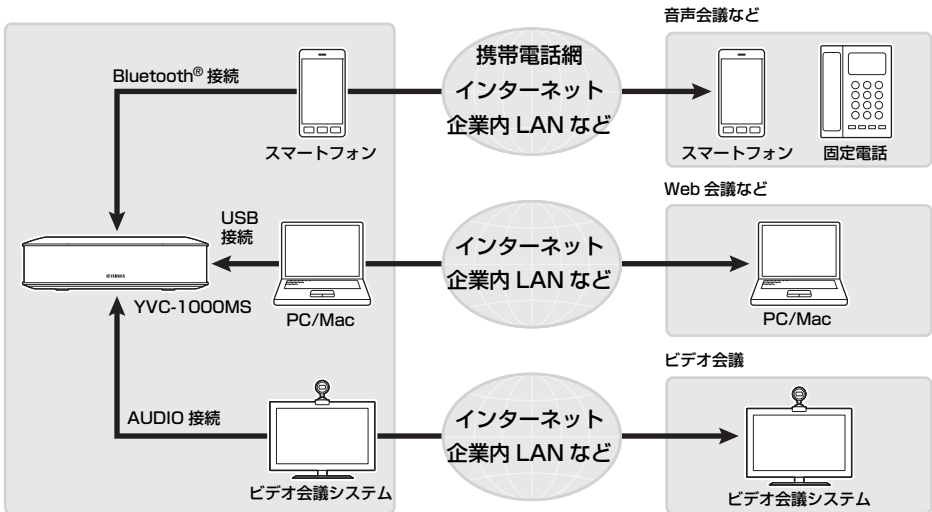 音声会議など
Bluetooth® 接続
スマートフォン
携帯電話網
インターネット
企業内 LAN など
スマートフォン
固定電話
Web 会議など
USB
接続
YAMAHA
YVC-1000MS
PC/Mac
インターネット
企業内 LAN など
PC/Mac
ビデオ会議
AUDIO 接続
ビデオ会議システム
インターネット
企業内 LAN など
ビデオ会議システム